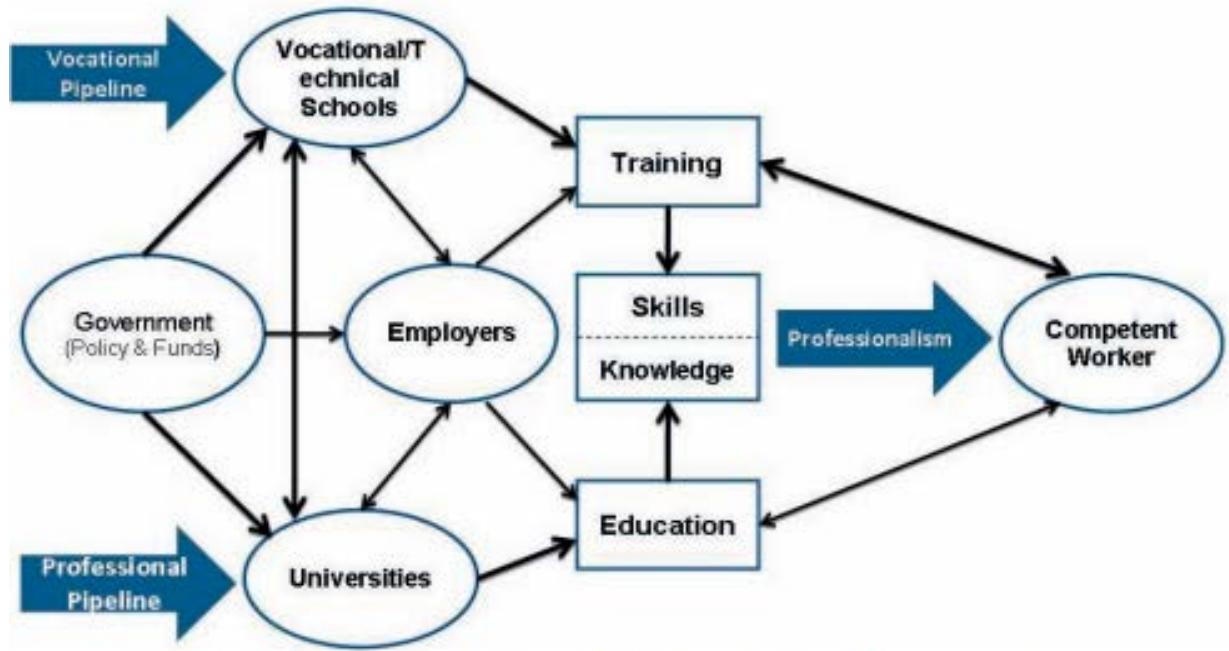 Vocational
Pipeline
Vocational/T
echnical
Schools
Training
Government
(Policy & Funds)
Employers
Skills
Knowledge
Professionalism
Competent
Worker
Professional
Pipeline
Universities
Education